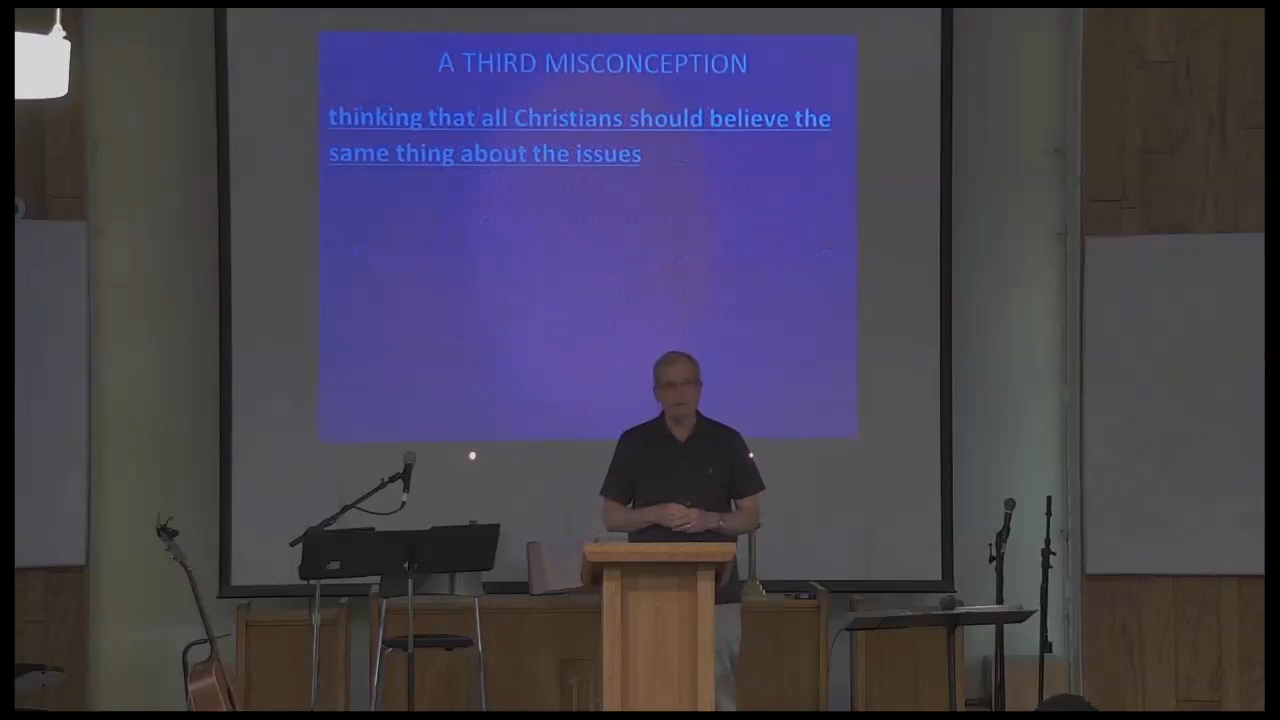 A THIRD MISCONCEPTION
thinking that all Christians should believe the
same thing about the issues